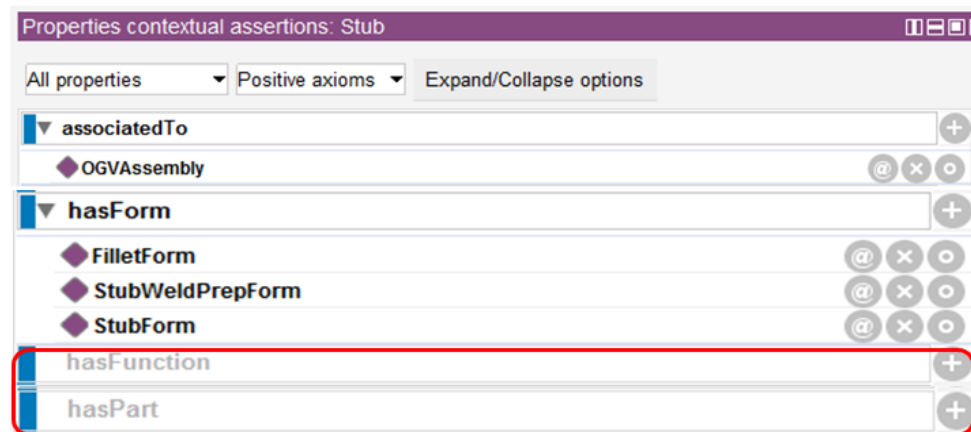 Properties contextual assertions: Stub
All properties Positive axioms Expand/Collapse options
associatedTo
OGVAssembly
hasForm
FilletForm
StubWeldPrepForm
StubForm
hasFunction
hasPart